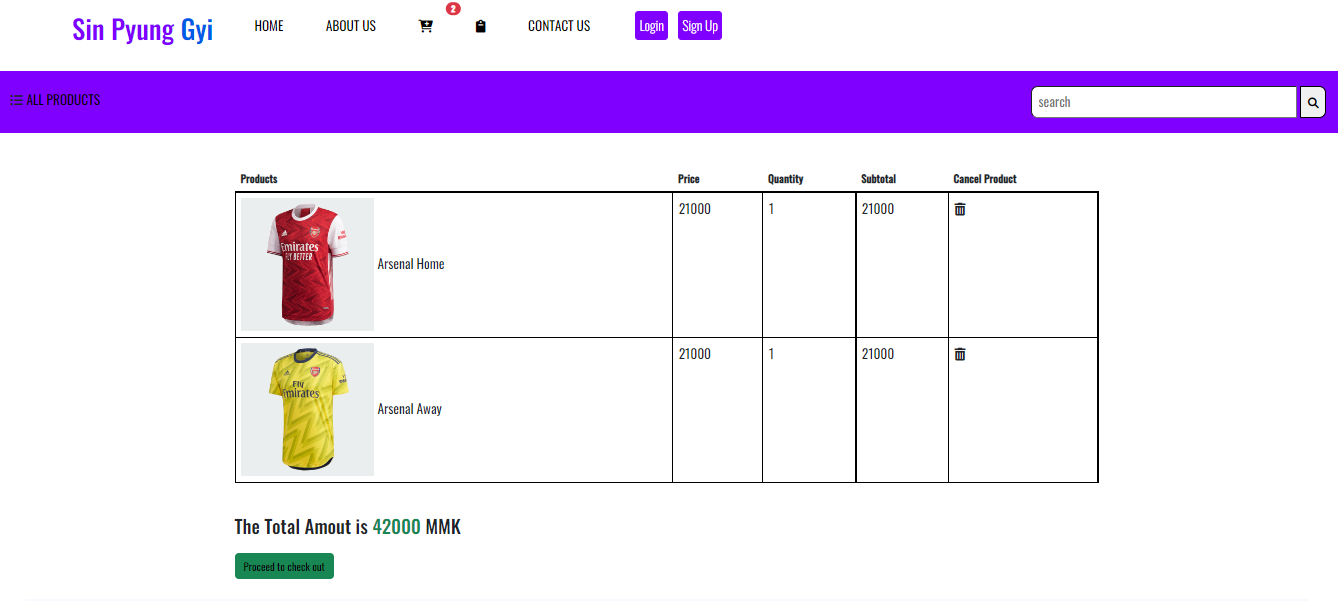 Sin Pyung Gyi HOME ABOUT US 2 CONTACT US Login Sign Up
ALL PRODUCTS search
Products Price Quantity Subtotal Cancel Product
21000 1 21000
Emirates
FLY BETTER
Arsenal Home
21000 1 21000
Fly
Emirates
Arsenal Away
The Total Amout is 42000 MMK
Proceed to check out